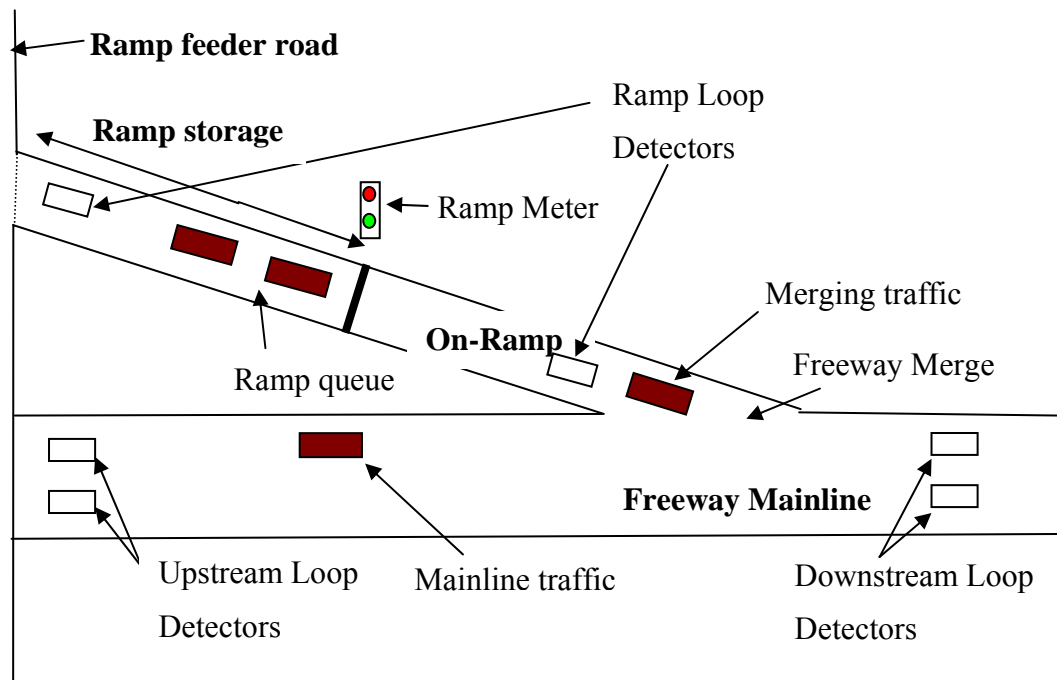 Ramp feeder road
Ramp Loop
Detectors
Ramp storage
Ramp Meter
Merging traffic
On-Ramp
Freeway Merge
Ramp queue
Freeway Mainline
Upstream Loop
Detectors
Mainline traffic
Downstream Loop
Detectors